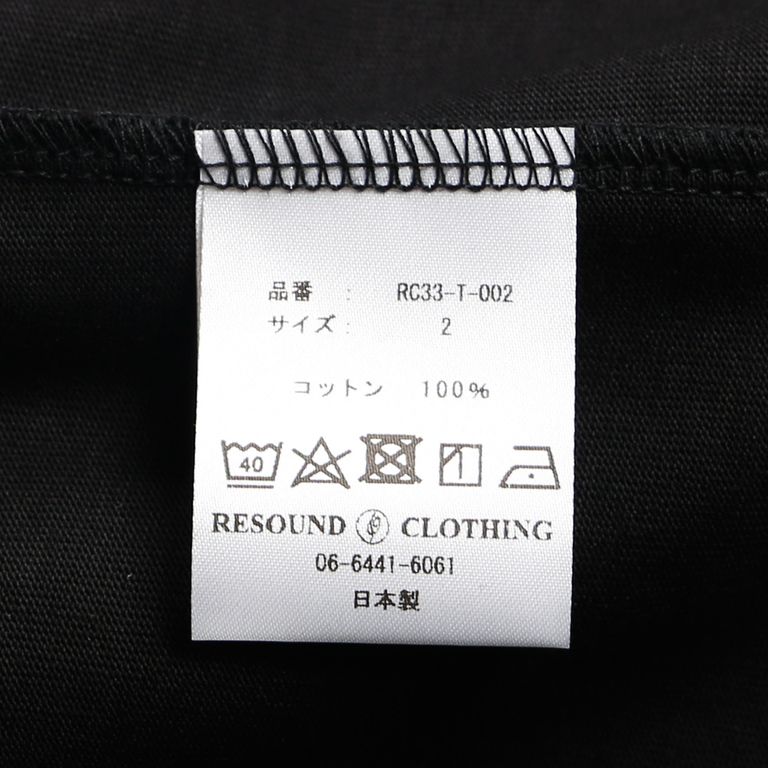 品番 : RC33-T-002
サイズ: 2
コットン 100%
40
RESOUND CLOTHING
06-6441-6061
日本製